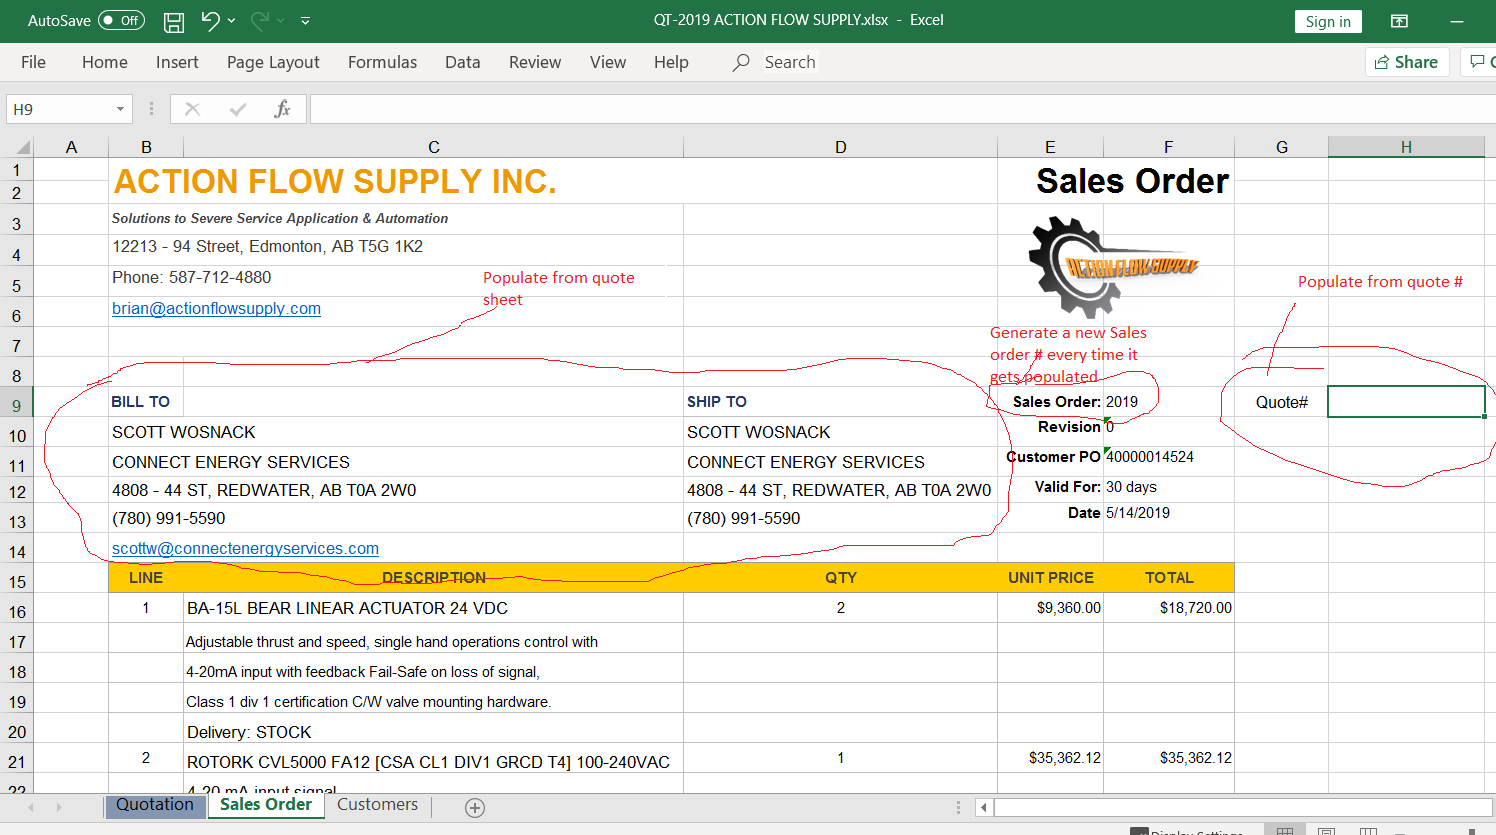 AutoSave Off QT-2019 ACTION FLOW SUPPLY.xlsx - Excel Sign in
File Home Insert Page Layout Formulas Data Review View Help Search Share
H9 fx
A B C D E F G H
1 ACTION FLOW SUPPLY INC. Sales Order
2
3 Solutions to Severe Service Application & Automation
4 12213 - 94 Street, Edmonton, AB T5G 1K2
ACTION FLOW SUPPLY
5 Phone: 587-712-4880
Populate from quote
sheet
Populate from quote #
6 brian@actionflowsupply.com
7
Generate a new Sales
order # every time it
gets populated
8
9 BILL TO SHIP TO Sales Order: 2019 Quote#
10 SCOTT WOSNACK SCOTT WOSNACK Revision 0
11 CONNECT ENERGY SERVICES CONNECT ENERGY SERVICES Customer PO 40000014524
12 4808 - 44 ST, REDWATER, AB T0A 2W0 4808 - 44 ST, REDWATER, AB T0A 2W0 Valid For: 30 days
13 (780) 991-5590 (780) 991-5590 Date 5/14/2019
14 scottw@connectenergyservices.com
15 LINE DESCRIPTION QTY UNIT PRICE TOTAL
16 1 BA-15L BEAR LINEAR ACTUATOR 24 VDC 2 $9,360.00 $18,720.00
17 Adjustable thrust and speed, single hand operations control with
18 4-20mA input with feedback Fail-Safe on loss of signal,
19 Class 1 div 1 certification C/W valve mounting hardware.
20 Delivery: STOCK
21 2 ROTORK CVL5000 FA12 [CSA CL1 DIV1 GRCD T4] 100-240VAC 1 $35,362.12 $35,362.12
22 4-20 mA input signal
Quotation Sales Order Customers
Display Settings